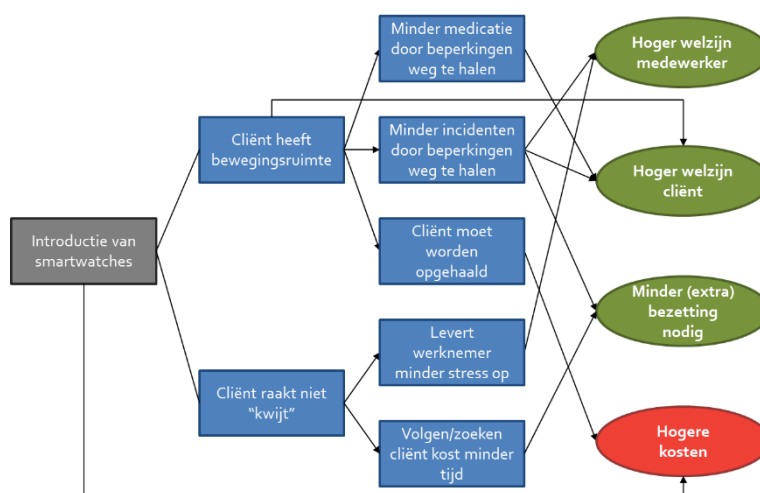 Minder medicatie
door beperkingen
weg te halen
Hoger welzijn
medewerker
Cliënt heeft
bewegingsruimte
Minder incidenten
door beperkingen
weg te halen
Hoger welzijn
cliënt
Introductie van
smartwatches
Cliënt moet
worden
opgehaald
Minder (extra)
bezetting
nodig
Levert
werknemer
minder stress op
Cliënt raakt niet
“kwijt”
Volgen/zoeken
cliënt kost minder
tijd
Hogere
kosten